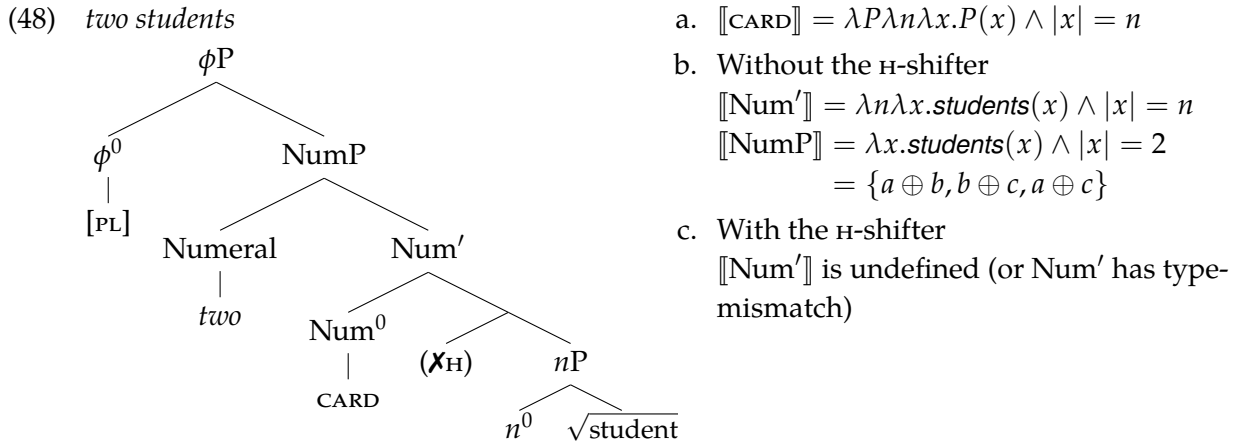 (48) two students
ϕP
ϕ⁰ NumP
[PL] Numeral Num′
two Num⁰ (✗H) nP
CARD n⁰ √student
a. ⟦CARD⟧ = λPλnλx.P(x) ∧ |x| = n
b. Without the H-shifter
⟦Num′⟧ = λnλx.students(x) ∧ |x| = n
⟦NumP⟧ = λx.students(x) ∧ |x| = 2
= {a ⊕ b, b ⊕ c, a ⊕ c}
c. With the H-shifter
⟦Num′⟧ is undefined (or Num′ has type-
mismatch)